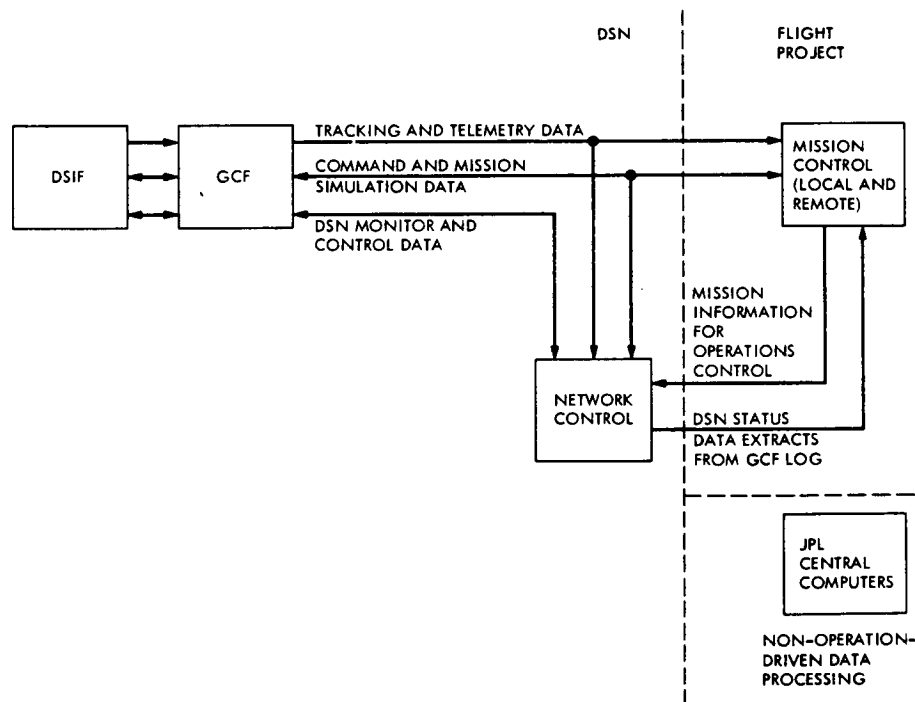 DSN
FLIGHT
PROJECT
DSIF
GCF
TRACKING AND TELEMETRY DATA
COMMAND AND MISSION
SIMULATION DATA
DSN MONITOR AND
CONTROL DATA
MISSION
CONTROL
(LOCAL AND
REMOTE)
MISSION
INFORMATION
FOR
OPERATIONS
CONTROL
NETWORK
CONTROL
DSN STATUS
DATA EXTRACTS
FROM GCF LOG
JPL
CENTRAL
COMPUTERS
NON-OPERATION-
DRIVEN DATA
PROCESSING